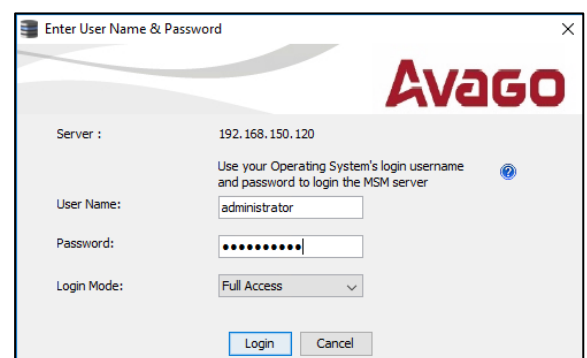 Enter User Name & Password
Avago
Server : 192.168.150.120
Use your Operating System's login username
and password to login the MSM server
User Name: administrator
Password: ●●●●●●●●●●
Login Mode: Full Access
Login Cancel